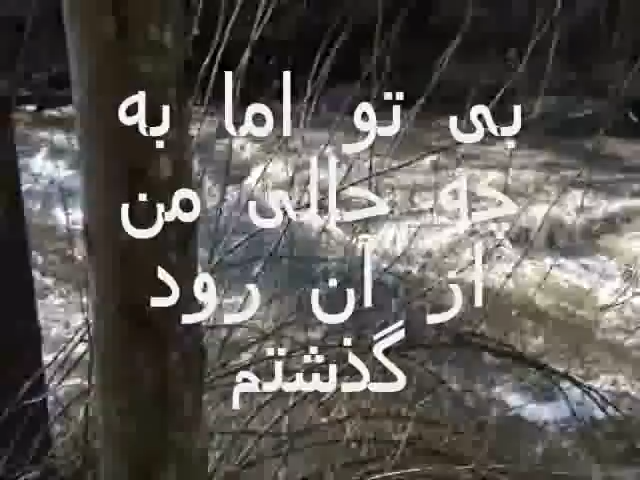 بی تو اما به
چه حالی من
از آن رود
گذشتم